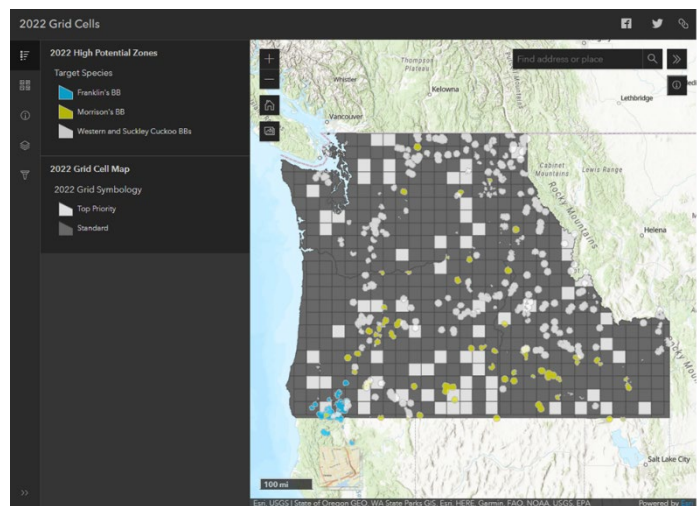 2022 Grid Cells
2022 High Potential Zones
Target Species
Franklin's BB
Morrison's BB
Western and Suckley Cuckoo BBs
2022 Grid Cell Map
2022 Grid Symbology
Top Priority
Standard
Find address or place
Thompson
Plateau
Whistler
Kelowna
Vancouver
Lethbridge
Cabinet
Mountains
Lewis Range
Rocky Mountains
Helena
Rocky Mountains
Salt Lake City
100 mi
Esri, USGS | State of Oregon GEO, WA State Parks GIS, Esri, HERE, Garmin, FAO, NOAA, USGS, EPA
Powered by Esri